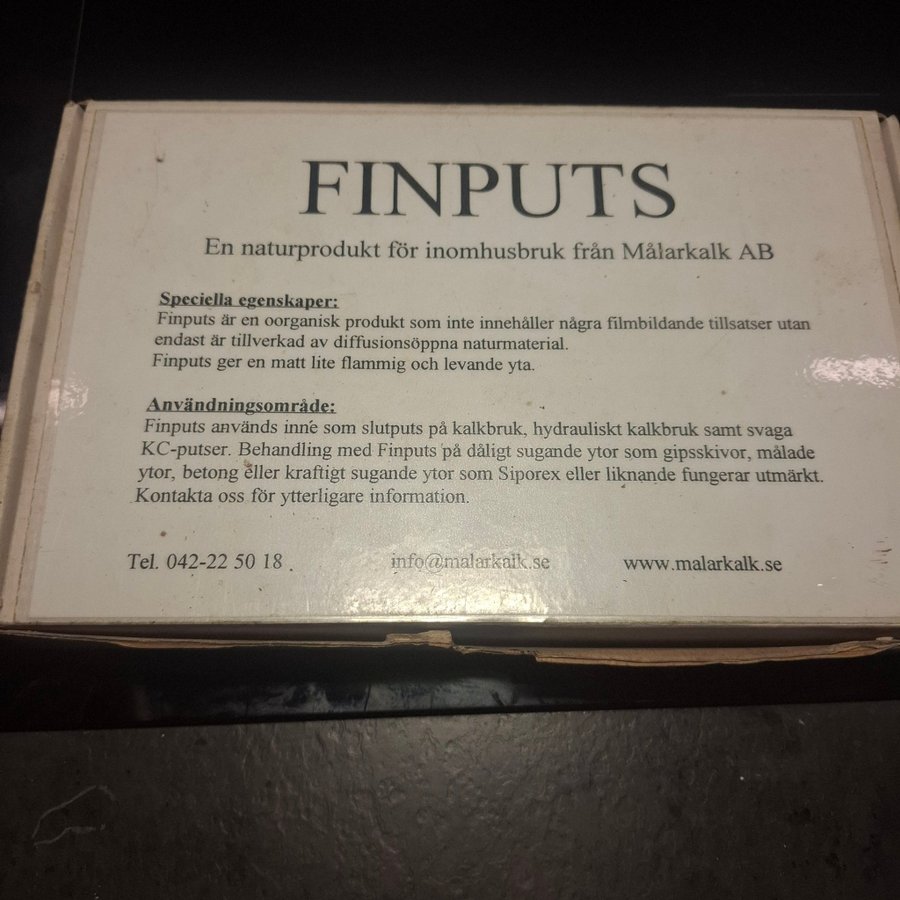 FINPUTS
En naturprodukt för inomhusbruk från Målarkalk AB
Speciella egenskaper:
Finputs är en oorganisk produkt som inte innehåller några filmbildande tillsatser utan
endast är tillverkad av diffusionsöppna naturmaterial.
Finputs ger en matt lite flammig och levande yta.
Användningsområde:
Finputs används inne som slutputs på kalkbruk, hydrauliskt kalkbruk samt svaga
KC-putser. Behandling med Finputs på dåligt sugande ytor som gipsskivor, målade
ytor, betong eller kraftigt sugande ytor som Siporex eller liknande fungerar utmärkt.
Kontakta oss för ytterligare information.
Tel. 042-22 50 18 info@malarkalk.se www.malarkalk.se